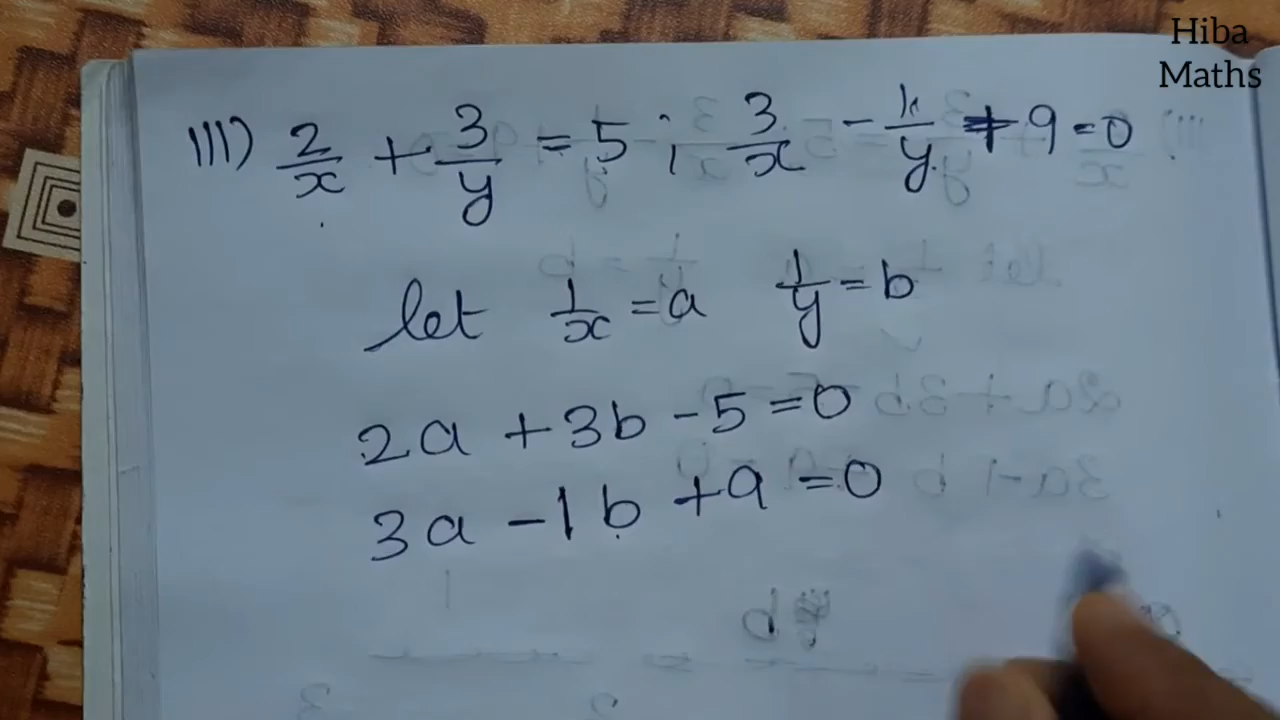 Hiba
Maths
III) 2/x + 3/y = 5 ; 3/x - 1/y + 9 = 0
let 1/x = a 1/y = b
2a + 3b - 5 = 0
3a - 1b + 9 = 0